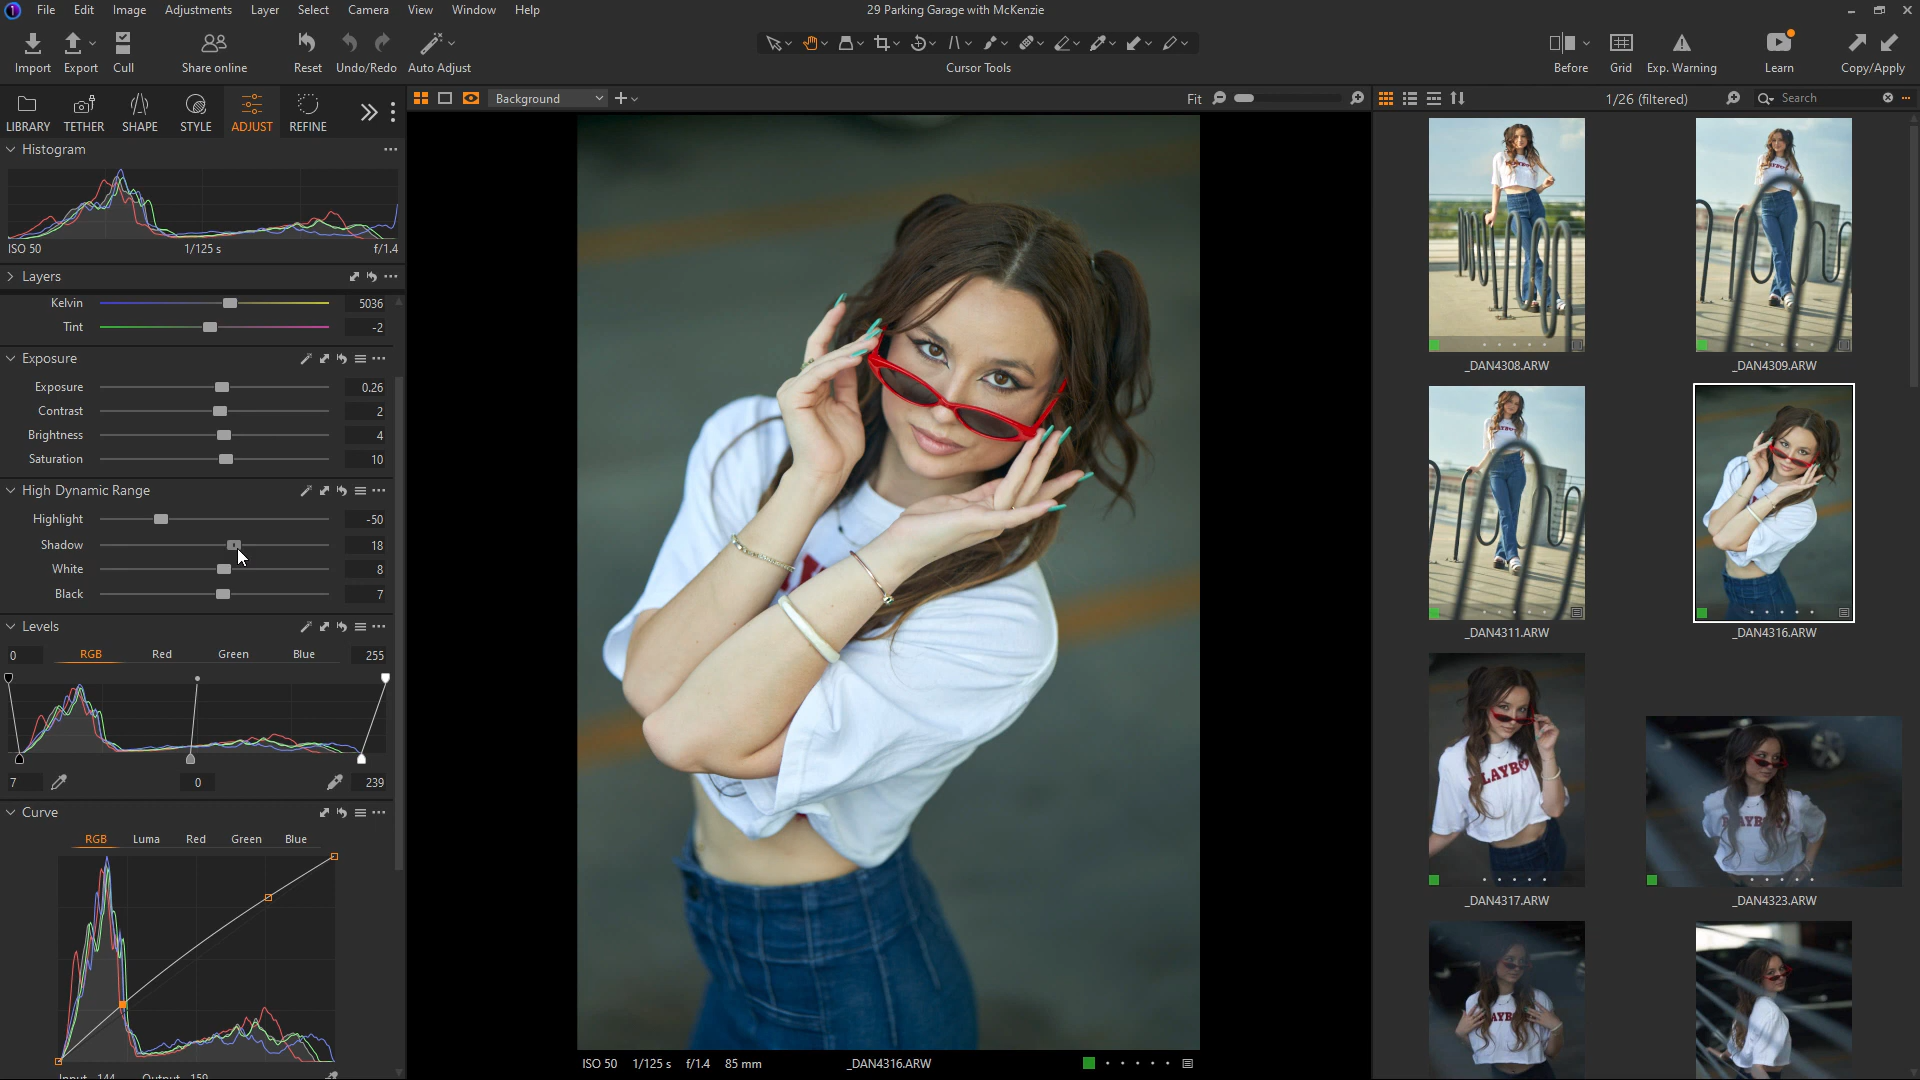 File Edit Image Adjustments Layer Select Camera View Window Help
29 Parking Garage with McKenzie
Import Export Cull Share online Reset Undo/Redo Auto Adjust
Cursor Tools
Before Grid Exp. Warning Learn Copy/Apply
LIBRARY TETHER SHAPE STYLE ADJUST REFINE
Background
Fit
1/26 (filtered)
Search
Histogram
ISO 50 1/125 s f/1.4
Layers
Kelvin 5036
Tint -2
Exposure
Exposure 0.26
Contrast 2
Brightness 4
Saturation 10
High Dynamic Range
Highlight -50
Shadow 18
White 8
Black 7
Levels
0 RGB Red Green Blue 255
7 0 239
Curve
RGB Luma Red Green Blue
Input 144 Output 159
ISO 50 1/125 s f/1.4 85 mm _DAN4316.ARW
_DAN4308.ARW
_DAN4309.ARW
_DAN4311.ARW
_DAN4316.ARW
_DAN4317.ARW
_DAN4323.ARW